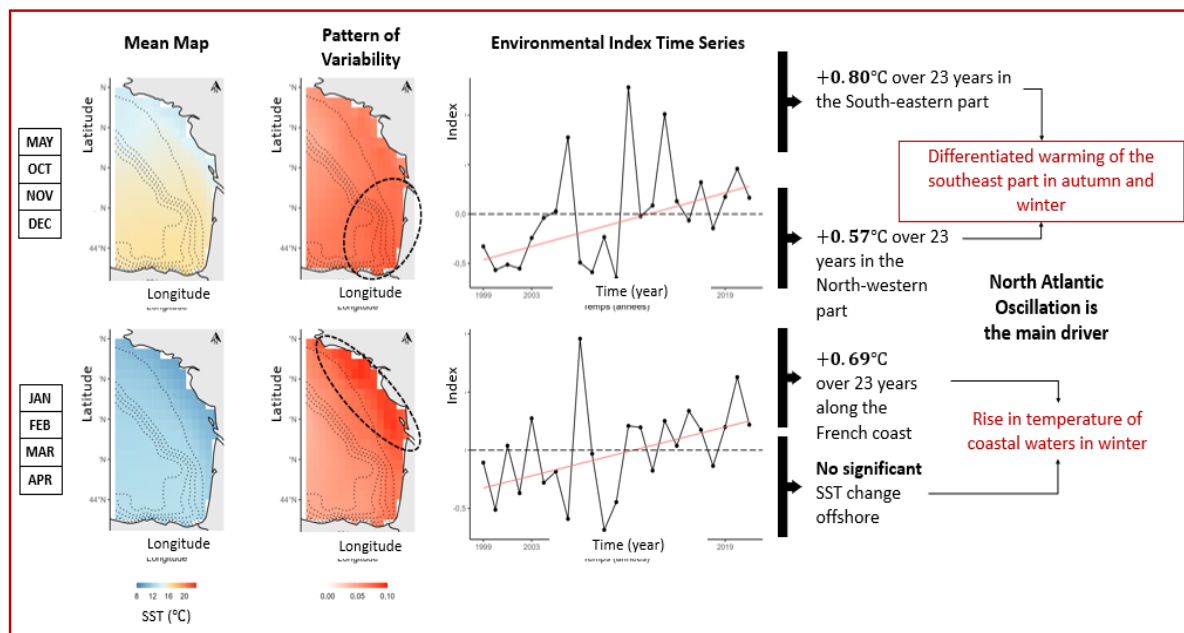 Mean Map
Pattern of
Variability
Environmental Index Time Series
MAY
OCT
NOV
DEC
Latitude
°N
°N
°N
44°N
Longitude
Latitude
°N
°N
°N
44°N
Longitude
Index
0.0
-0.5
1999
2003
2019
Time (year)
Temps (années)
+0.80°C over 23 years in
the South-eastern part
+0.57°C over 23
years in the
North-western
part
Differentiated warming of the
southeast part in autumn and
winter
North Atlantic
Oscillation is
the main driver
JAN
FEB
MAR
APR
Latitude
°N
°N
°N
44°N
Longitude
Longitude
Latitude
°N
°N
°N
44°N
Longitude
Longitude
Index
-0.5
1999
2003
2019
Time (year)
Temps (années)
+0.69°C
over 23 years
along the
French coast
No significant
SST change
offshore
Rise in temperature of
coastal waters in winter
8 12 16 20
SST (°C)
0.00 0.05 0.10